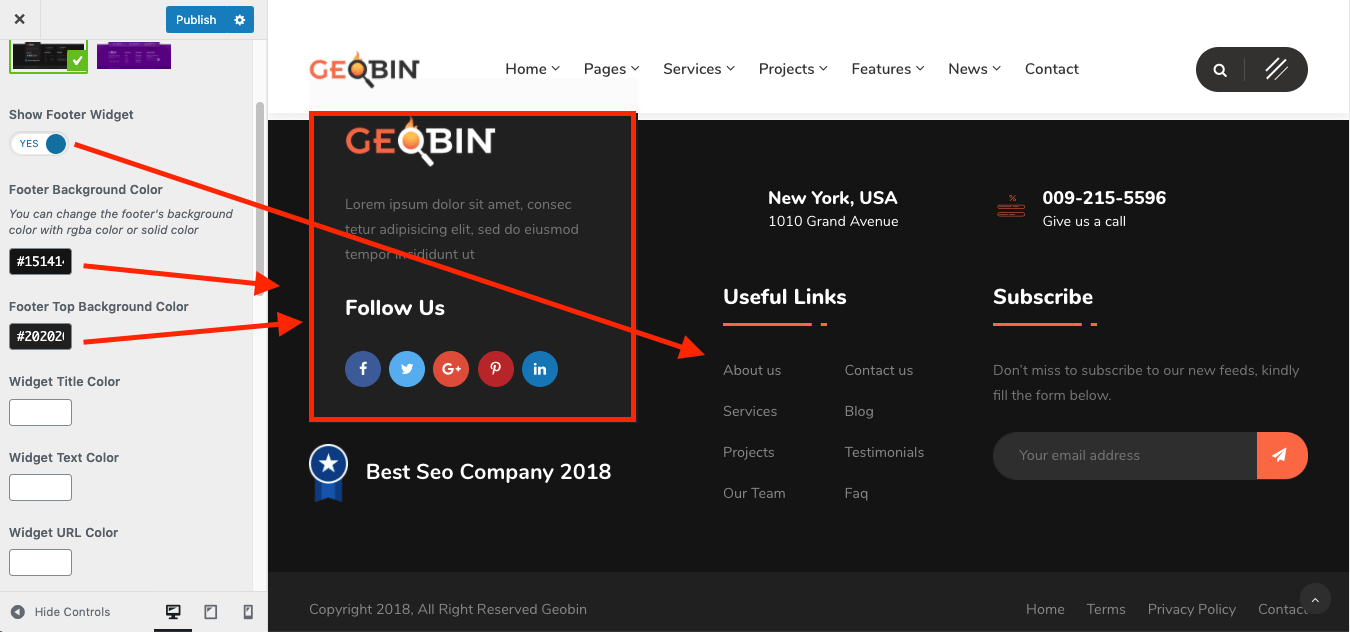 Publish
Show Footer Widget
YES
Footer Background Color
You can change the footer's background
color with rgba color or solid color
#15141
Footer Top Background Color
#20202
Widget Title Color
Widget Text Color
Widget URL Color
Hide Controls
GEOBIN
Home
Pages
Services
Projects
Features
News
Contact
GEOBIN
Lorem ipsum dolor sit amet, consec
tetur adipisicing elit, sed do eiusmod
tempor incididunt ut
Follow Us
G+
in
Best Seo Company 2018
New York, USA
1010 Grand Avenue
%
009-215-5596
Give us a call
Useful Links
About us
Contact us
Services
Blog
Projects
Testimonials
Our Team
Faq
Subscribe
Don't miss to subscribe to our new feeds, kindly
fill the form below.
Your email address
Copyright 2018, All Right Reserved Geobin
Home
Terms
Privacy Policy
Contact